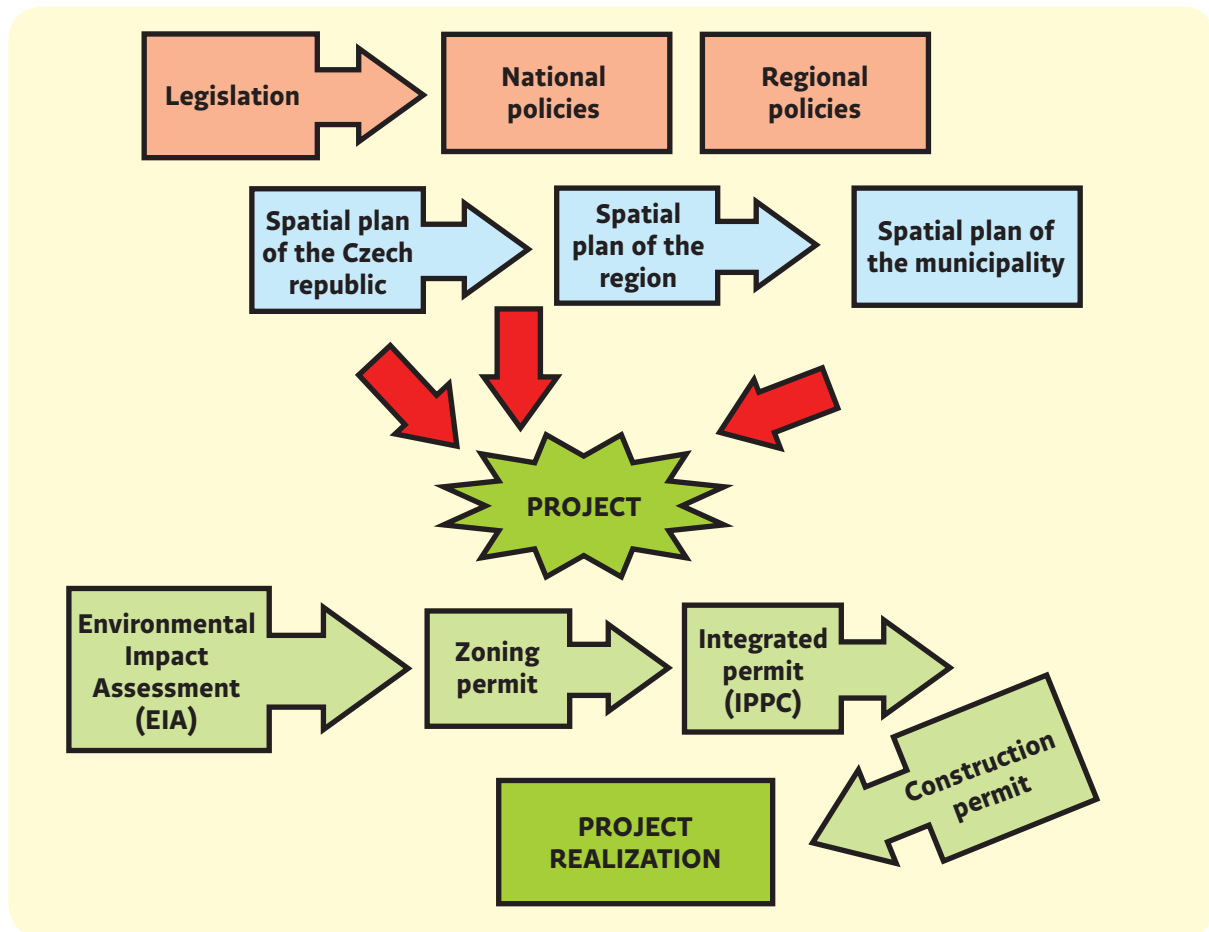 Legislation
National
policies
Regional
policies
Spatial plan
of the Czech
republic
Spatial
plan of the
region
Spatial plan of
the municipality
PROJECT
Environmental
Impact
Assessment
(EIA)
Zoning
permit
Integrated
permit
(IPPC)
Construction
permit
PROJECT
REALIZATION